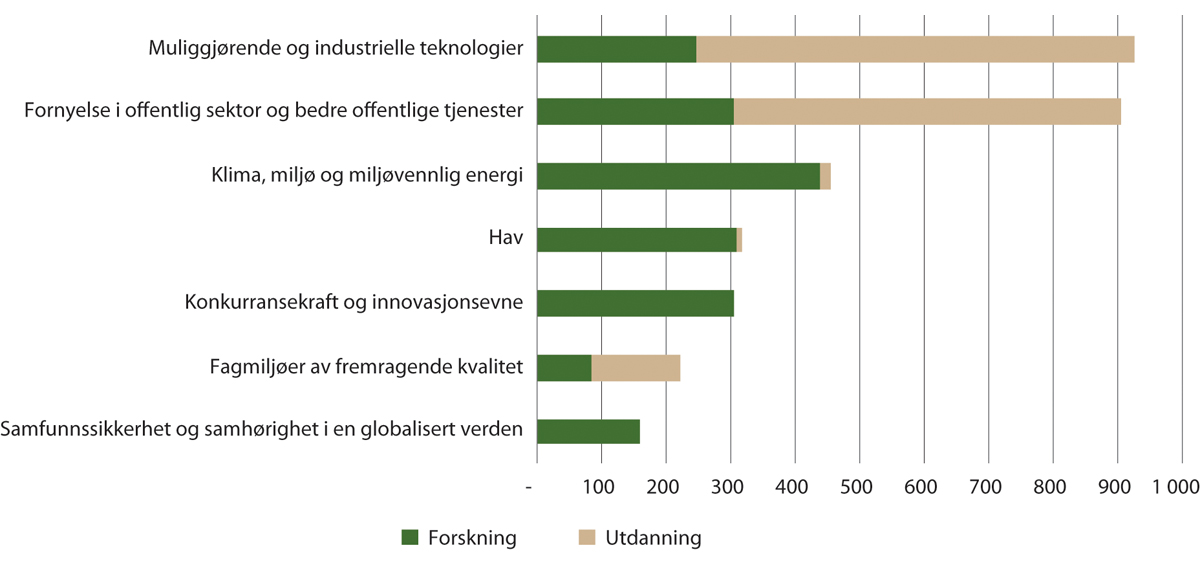 Muliggjørende og industrielle teknologier
Fornyelse i offentlig sektor og bedre offentlige tjenester
Klima, miljø og miljøvennlig energi
Hav
Konkurransekraft og innovasjonsevne
Fagmiljøer av fremragende kvalitet
Samfunnssikkerhet og samhørighet i en globalisert verden
- 100 200 300 400 500 600 700 800 900 1 000
Forskning Utdanning